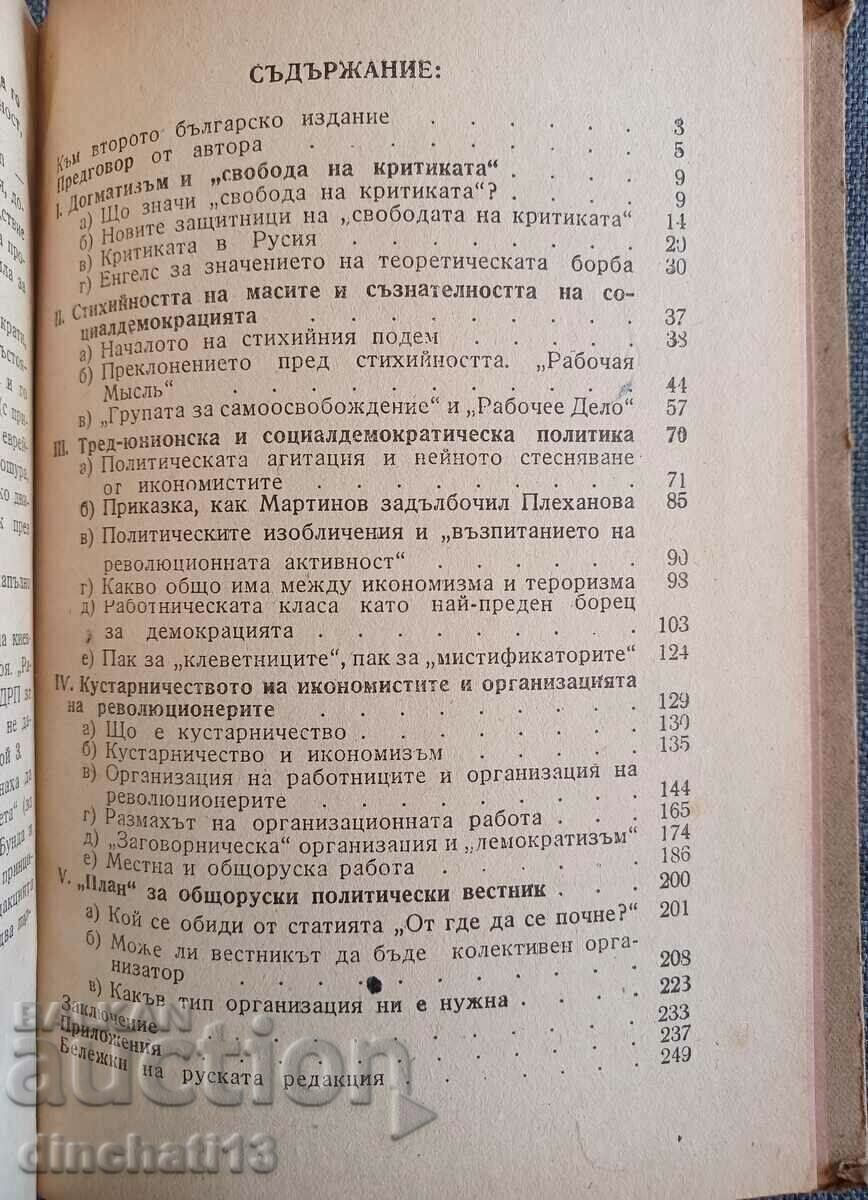 СЪДЪРЖАНИЕ:
Към второто българско издание . . . . . . 3
Предговор от автора . . . . . . . 5
I. Догматизъм и „свобода на критиката“ . . . . 9
а) Що значи „свобода на критиката“? . . . . 9
б) Новите защитници на „свободата на критиката“ 14
в) Критиката в Русия . . . . . . . 20
г) Енгелс за значението на теоретическата борба 30
II. Стихийността на масите и съзнателността на со-
циалдемокрацията . . . . . . . . 37
а) Началото на стихийния подем . . . . . 38
б) Преклонението пред стихийността. „Рабочая
Мысль“ . . . . . . . . . . 44
в) „Групата за самоосвобождение“ и „Рабочее Дело“ 57
III. Тред-юнионска и социалдемократическа политика 70
а) Политическата агитация и нейното стесняване
от икономистите . . . . . . . . 71
б) Приказка, как Мартинов задълбочил Плеханова 85
в) Политическите изобличения и „възпитанието на
революционната активност“ . . . . . 90
г) Какво общо има между икономизма и тероризма 98
д) Работническата класа като най-преден борец
за демокрацията . . . . . . . . 103
е) Пак за „клеветниците“, пак за „мистификаторите“ 124
IV. Кустарничеството на икономистите и организацията
на революционерите . . . . . . . 129
а) Що е кустарничество . . . . . . . 130
б) Кустарничество и икономизъм . . . . . 135
в) Организация на работниците и организация на
революционерите . . . . . . . . 144
г) Размахът на организационната работа . . . 165
д) „Заговорническа“ организация и „демократизъм“ 174
е) Местна и общоруска работа . . . . . 186
V. „План“ за общоруски политически вестник . . . 200
а) Кой се обиди от статията „От где да се почне?“ 201
б) Може ли вестникът да бъде колективен орга-
низатор . . . . . . . . . . 208
в) Какъв тип организация ни е нужна . . . . 223
Заключение . . . . . . . . . . 233
Приложения . . . . . . . . . . 237
Бележки на руската редакция . . . . . . 249
BALKAN
auction
dinchati13